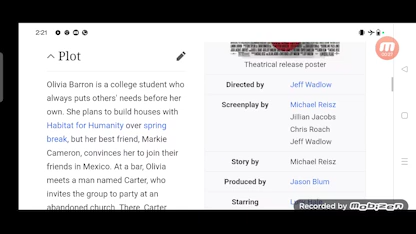 2:21
Plot
Olivia Barron is a college student who
always puts others' needs before her
own. She plans to build houses with
Habitat for Humanity over spring
break, but her best friend, Markie
Cameron, convinces her to join their
friends in Mexico. At a bar, Olivia
meets a man named Carter, who
invites the group to party at an
abandoned church. There, Carter
Theatrical release poster
Directed by Jeff Wadlow
Screenplay by Michael Reisz
Jillian Jacobs
Chris Roach
Jeff Wadlow
Story by Michael Reisz
Produced by Jason Blum
Starring
Recorded by Mobizen